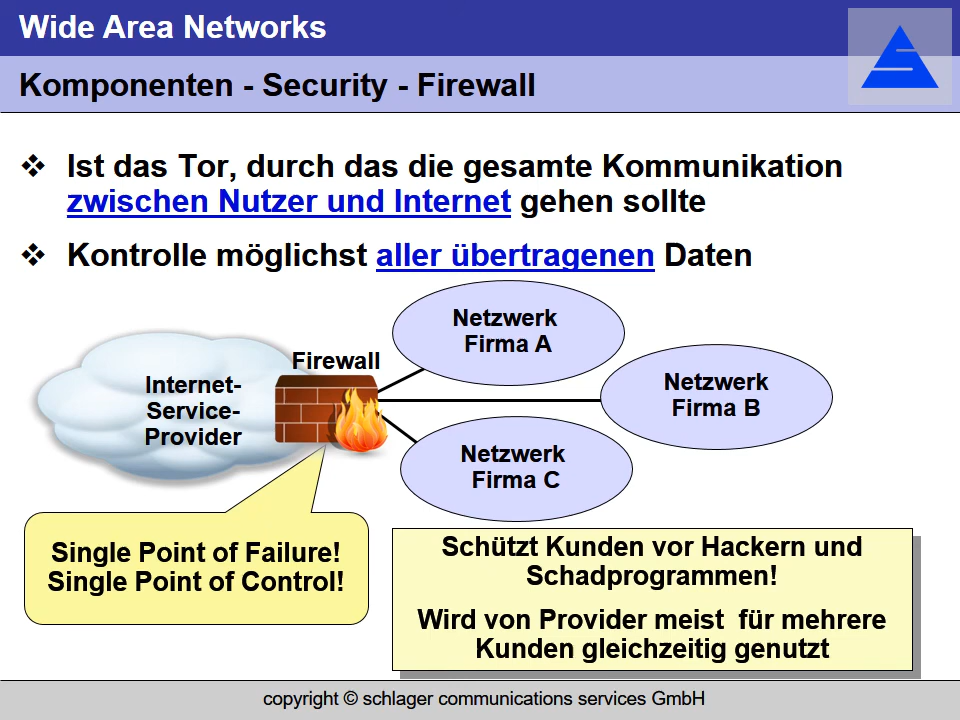 Wide Area Networks
Komponenten - Security - Firewall
❖ Ist das Tor, durch das die gesamte Kommunikation
zwischen Nutzer und Internet gehen sollte
❖ Kontrolle möglichst aller übertragenen Daten
Netzwerk
Firma A
Firewall
Internet-
Service-
Provider
Netzwerk
Firma B
Netzwerk
Firma C
Single Point of Failure!
Single Point of Control!
Schützt Kunden vor Hackern und
Schadprogrammen!
Wird von Provider meist für mehrere
Kunden gleichzeitig genutzt
copyright © schlager communications services GmbH